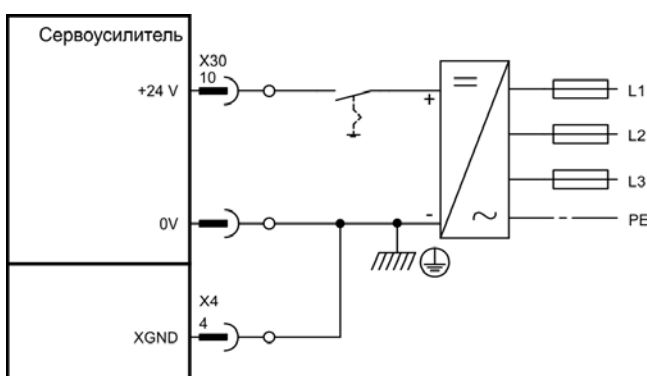 Сервоусилитель
X30
10
+24 V
+
L1
L2
L3
0V
-
PE
X4
4
XGND